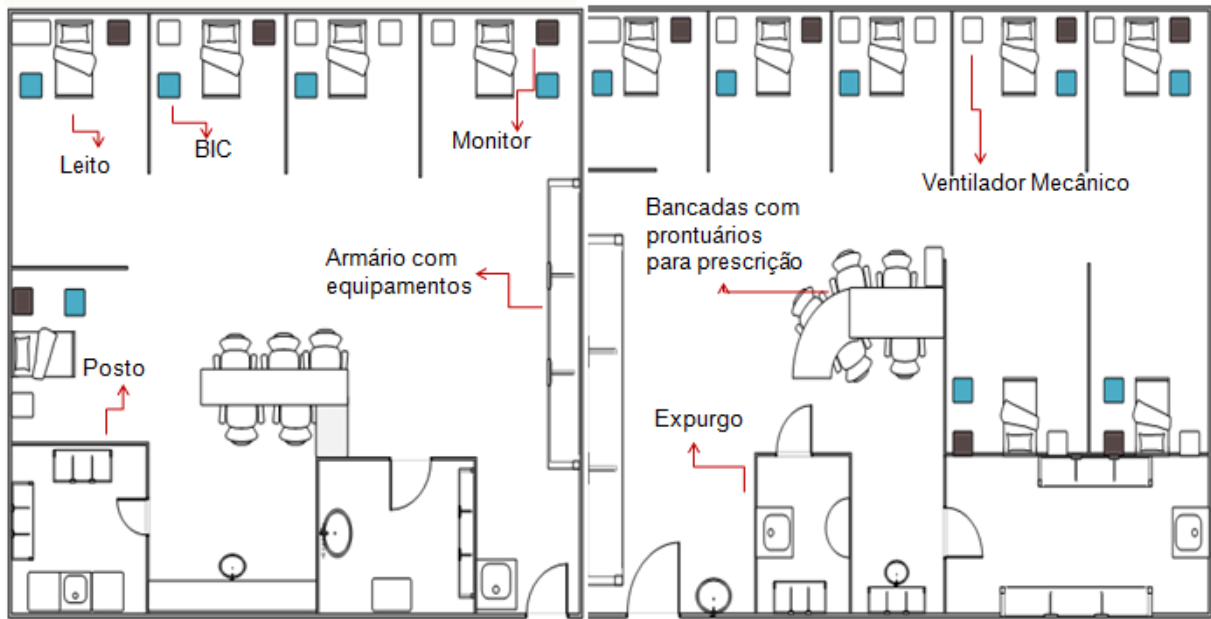 Leito
BIC
Monitor
Armário com
equipamentos
Posto
Ventilador Mecânico
Bancadas com
prontuários
para prescrição
Expurgo